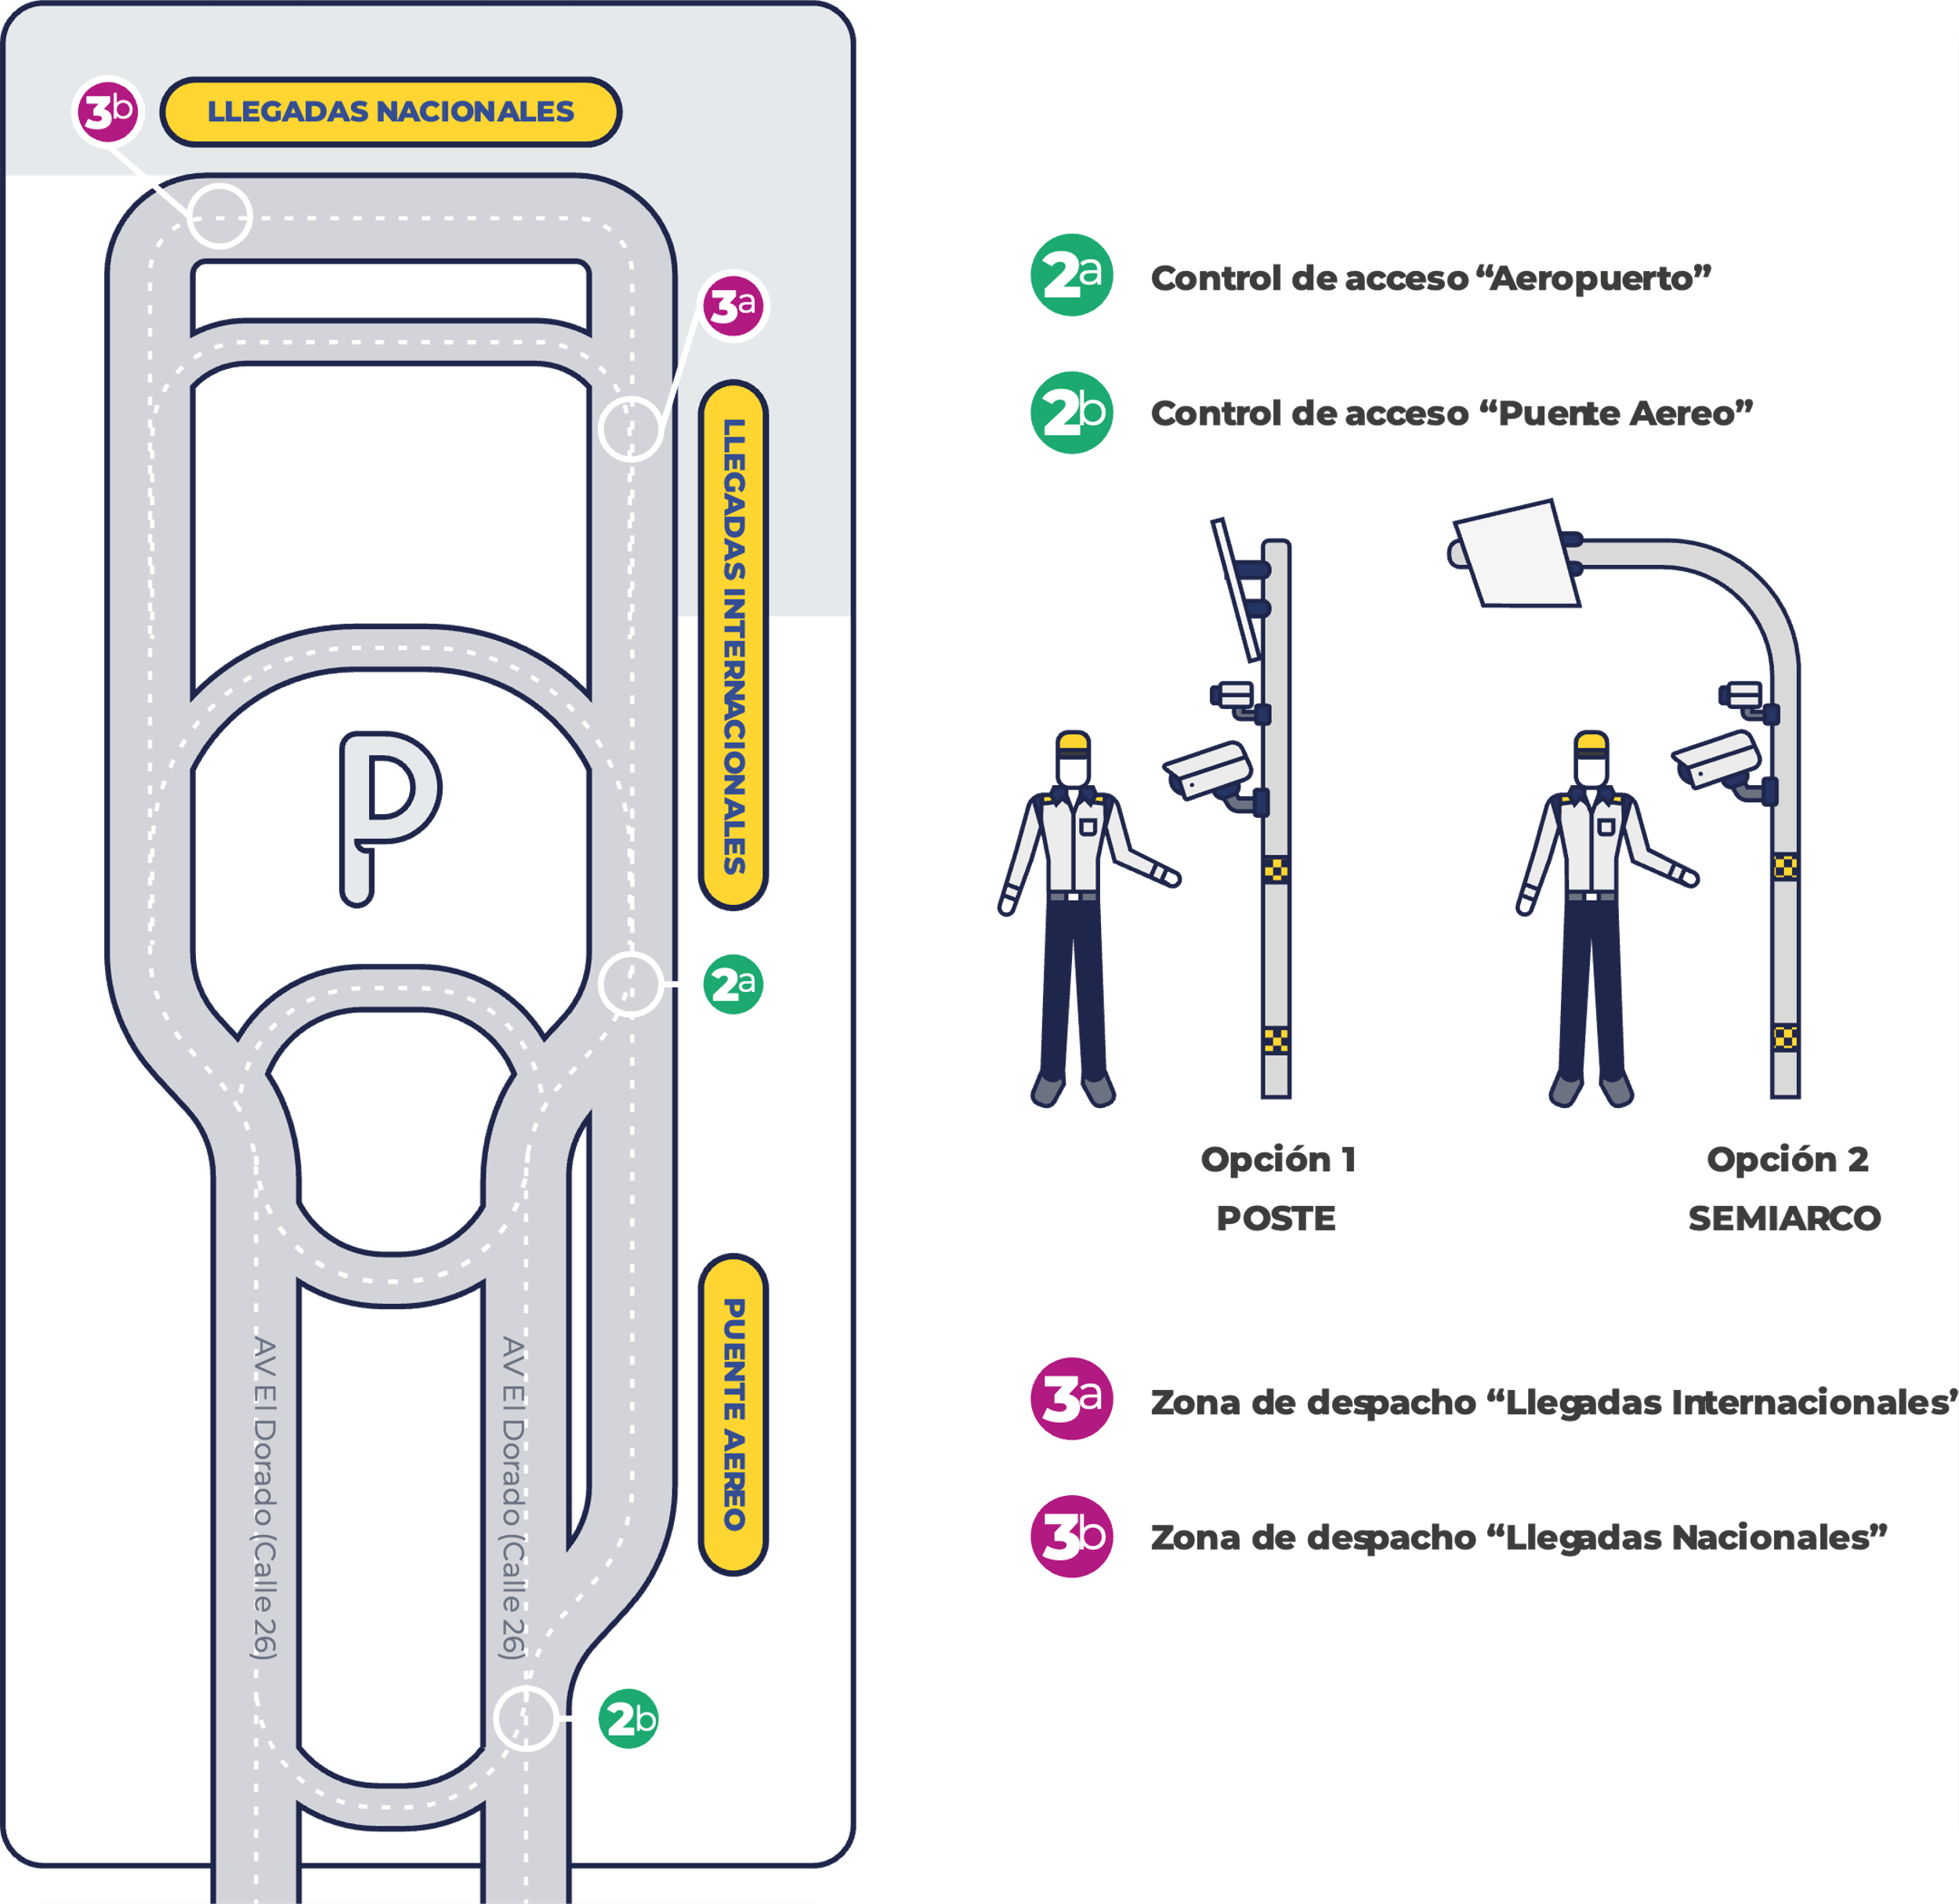 3b
LLEGADAS NACIONALES
3a
LLEGADAS INTERNACIONALES
P
2a
PUENTE AEREO
AV El Dorado (Calle 26)
AV El Dorado (Calle 26)
2b
2a Control de acceso “Aeropuerto”
2b Control de acceso “Puente Aereo”
Opción 1
POSTE
Opción 2
SEMIARCO
3a Zona de despacho “Llegadas Internacionales”
3b Zona de despacho “Llegadas Nacionales”